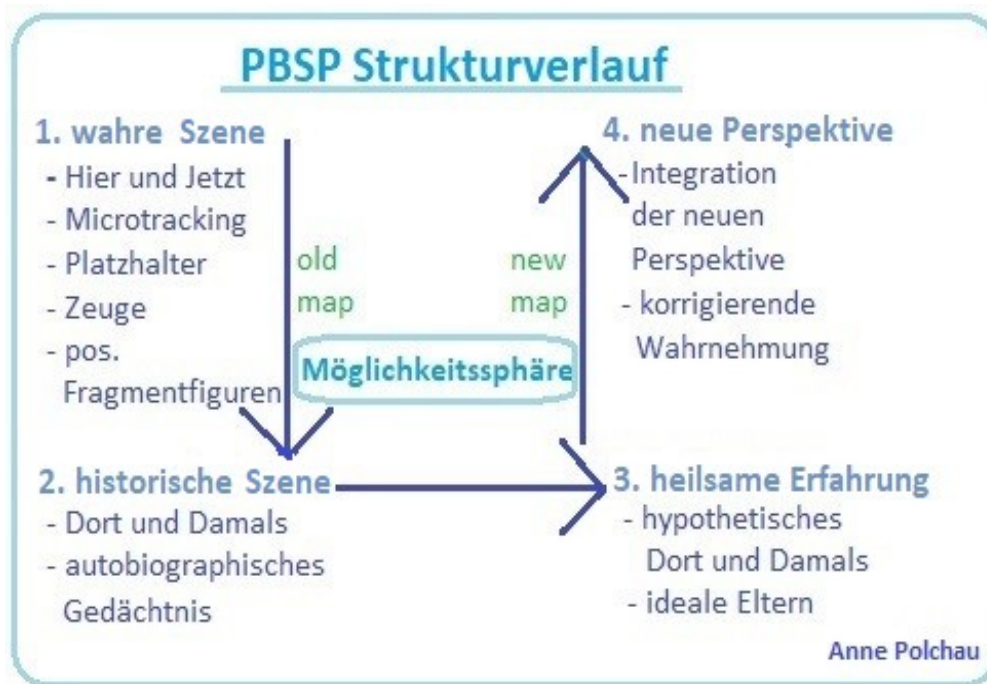 PBSP Strukturverlauf
1. wahre Szene
- Hier und Jetzt
- Microtracking
- Platzhalter
- Zeuge
- pos.
Fragmentfiguren
old
map
new
map
Möglichkeitssphäre
4. neue Perspektive
- Integration
der neuen
Perspektive
- korrigierende
Wahrnehmung
2. historische Szene
- Dort und Damals
- autobiographisches
Gedächtnis
3. heilsame Erfahrung
- hypothetisches
Dort und Damals
- ideale Eltern
Anne Polchau